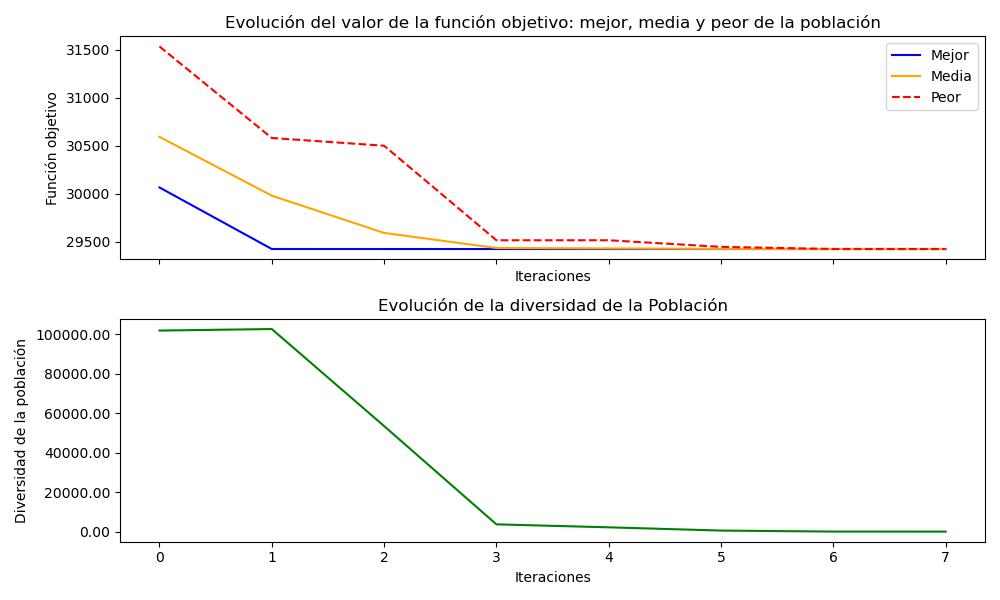 Evolución del valor de la función objetivo: mejor, media y peor de la población
31500
31000
30500
30000
29500
Función objetivo
Mejor
Media
Peor
Iteraciones
Evolución de la diversidad de la Población
100000.00
80000.00
60000.00
40000.00
20000.00
0.00
Diversidad de la población
0 1 2 3 4 5 6 7
Iteraciones